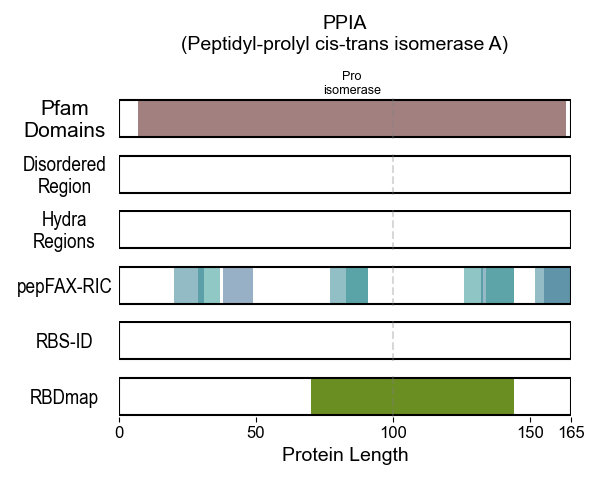 PPIA
(Peptidyl-prolyl cis-trans isomerase A)
Pro
isomerase
Pfam
Domains
Disordered
Region
Hydra
Regions
pepFAX-RIC
RBS-ID
RBDmap
0 50 100 150 165
Protein Length